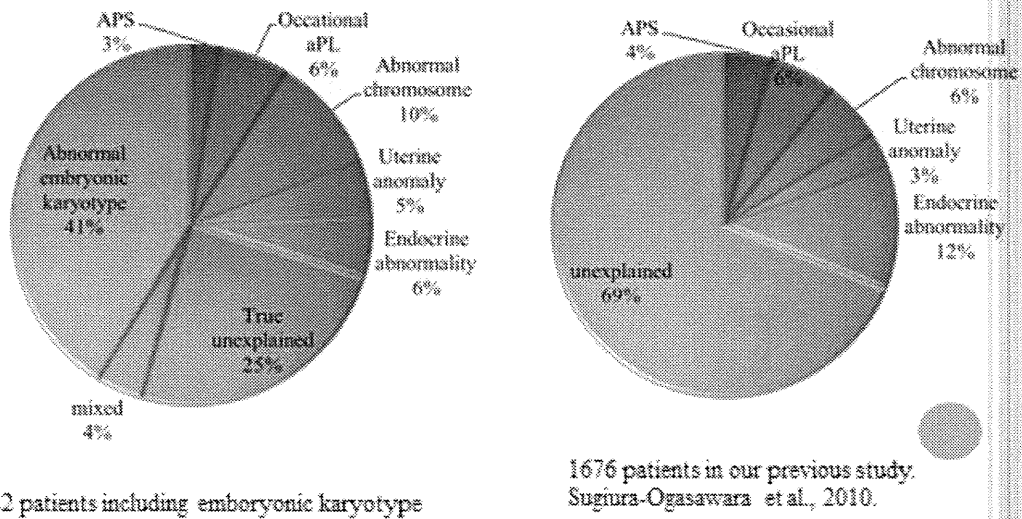 APS
3%
Occational
aPL
6%
Abnormal
chromosome
10%
Uterine
anomaly
5%
Endocrine
abnormality
6%
True
unexplained
25%
mixed
4%
Abnormal
embryonic
karyotype
41%
2 patients including emboryonic karyotype
APS
4%
Occasional
aPL
6%
Abnormal
chromosome
6%
Uterine
anomaly
3%
Endocrine
abnormality
12%
unexplained
69%
1676 patients in our previous study.
Sugiura-Ogasawara et al., 2010.